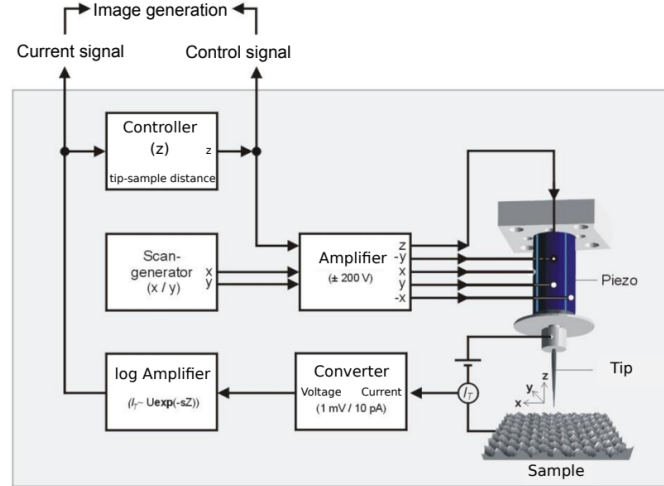 Image generation
Current signal
Control signal
Controller
(z)
z
tip-sample distance
Scan-
generator
(x / y)
x
y
Amplifier
(± 200 V)
z
-y
x
y
-x
Piezo
log Amplifier
(I_T ~ Uexp(-sZ))
Converter
Voltage Current
(1 mV / 10 pA)
I_T
Tip
z
y
x
Sample